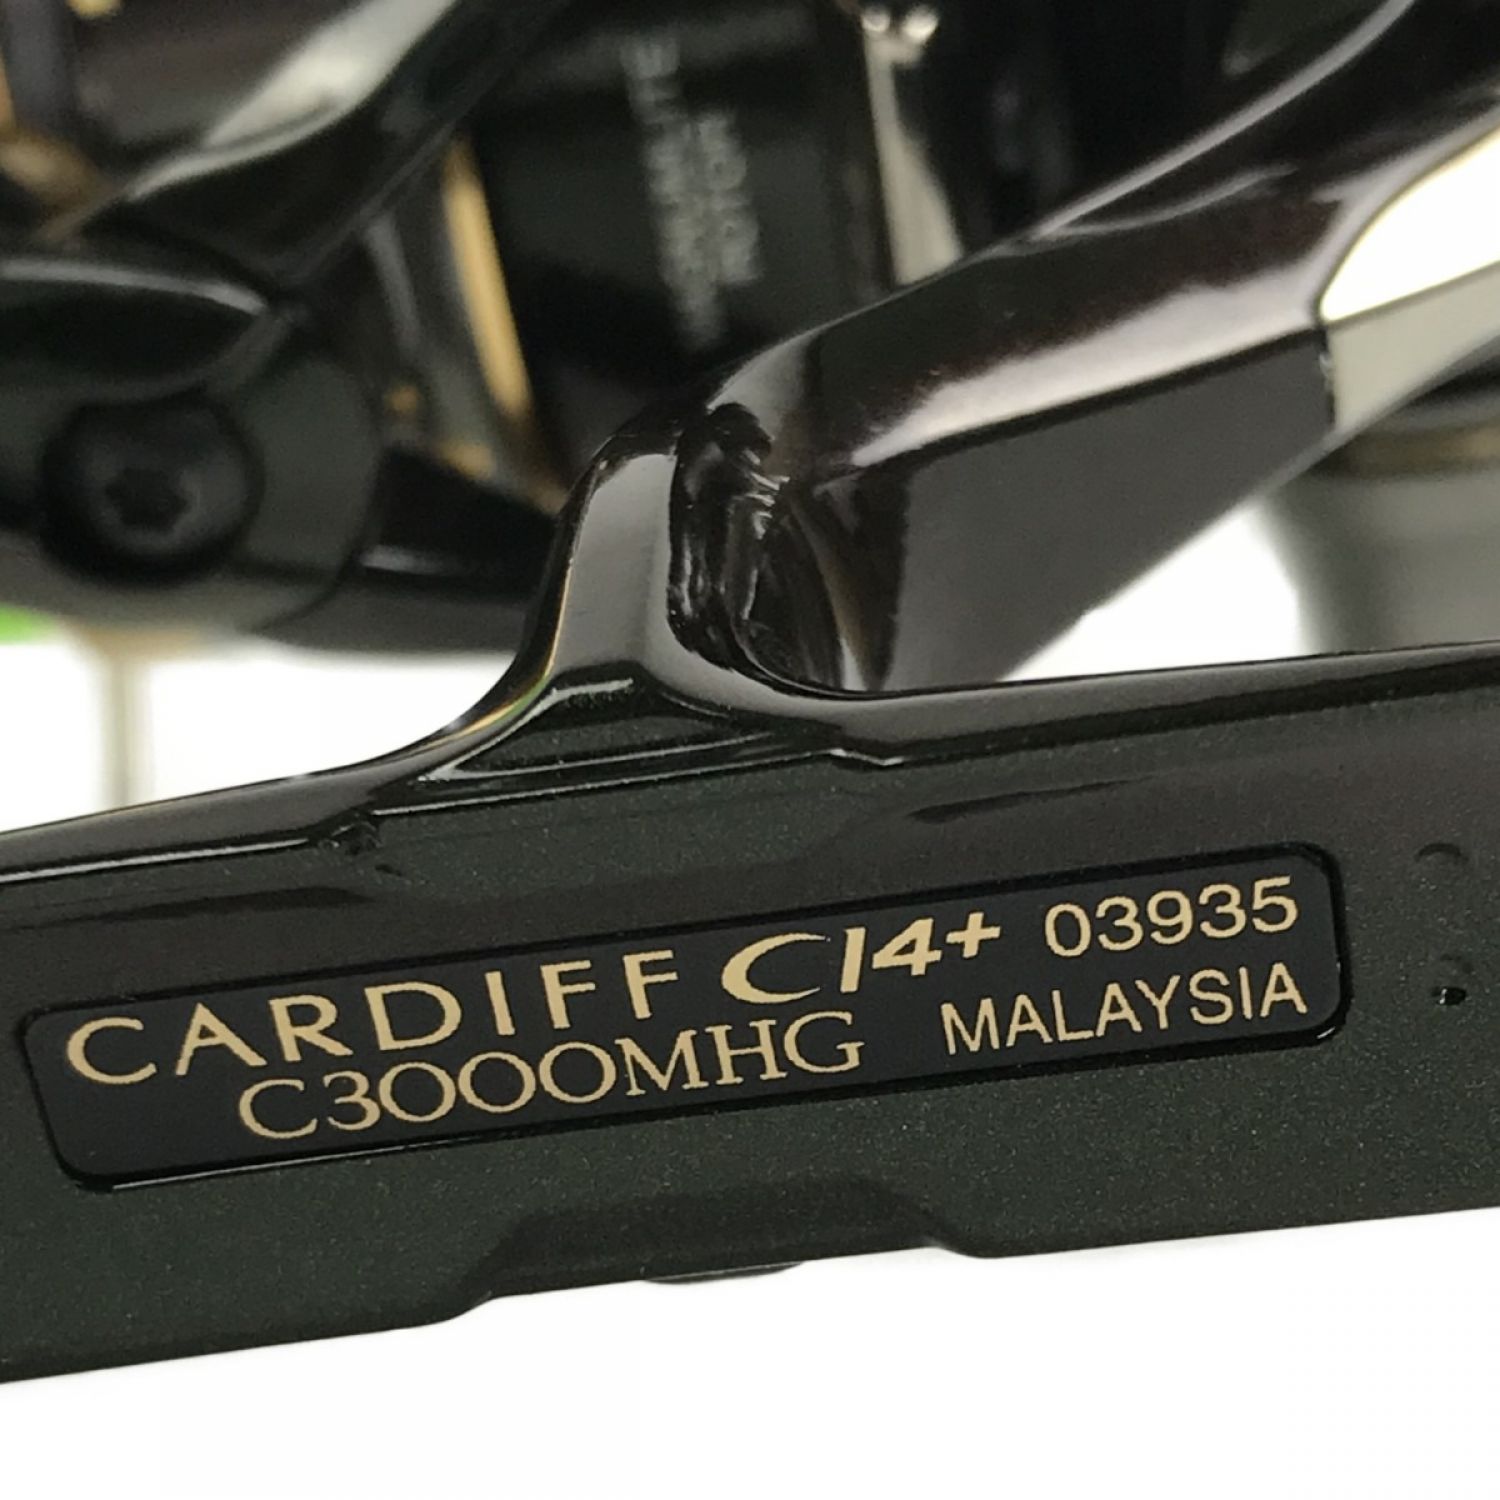 CARDIFF CI4+ 03935
C3000MHG MALAYSIA